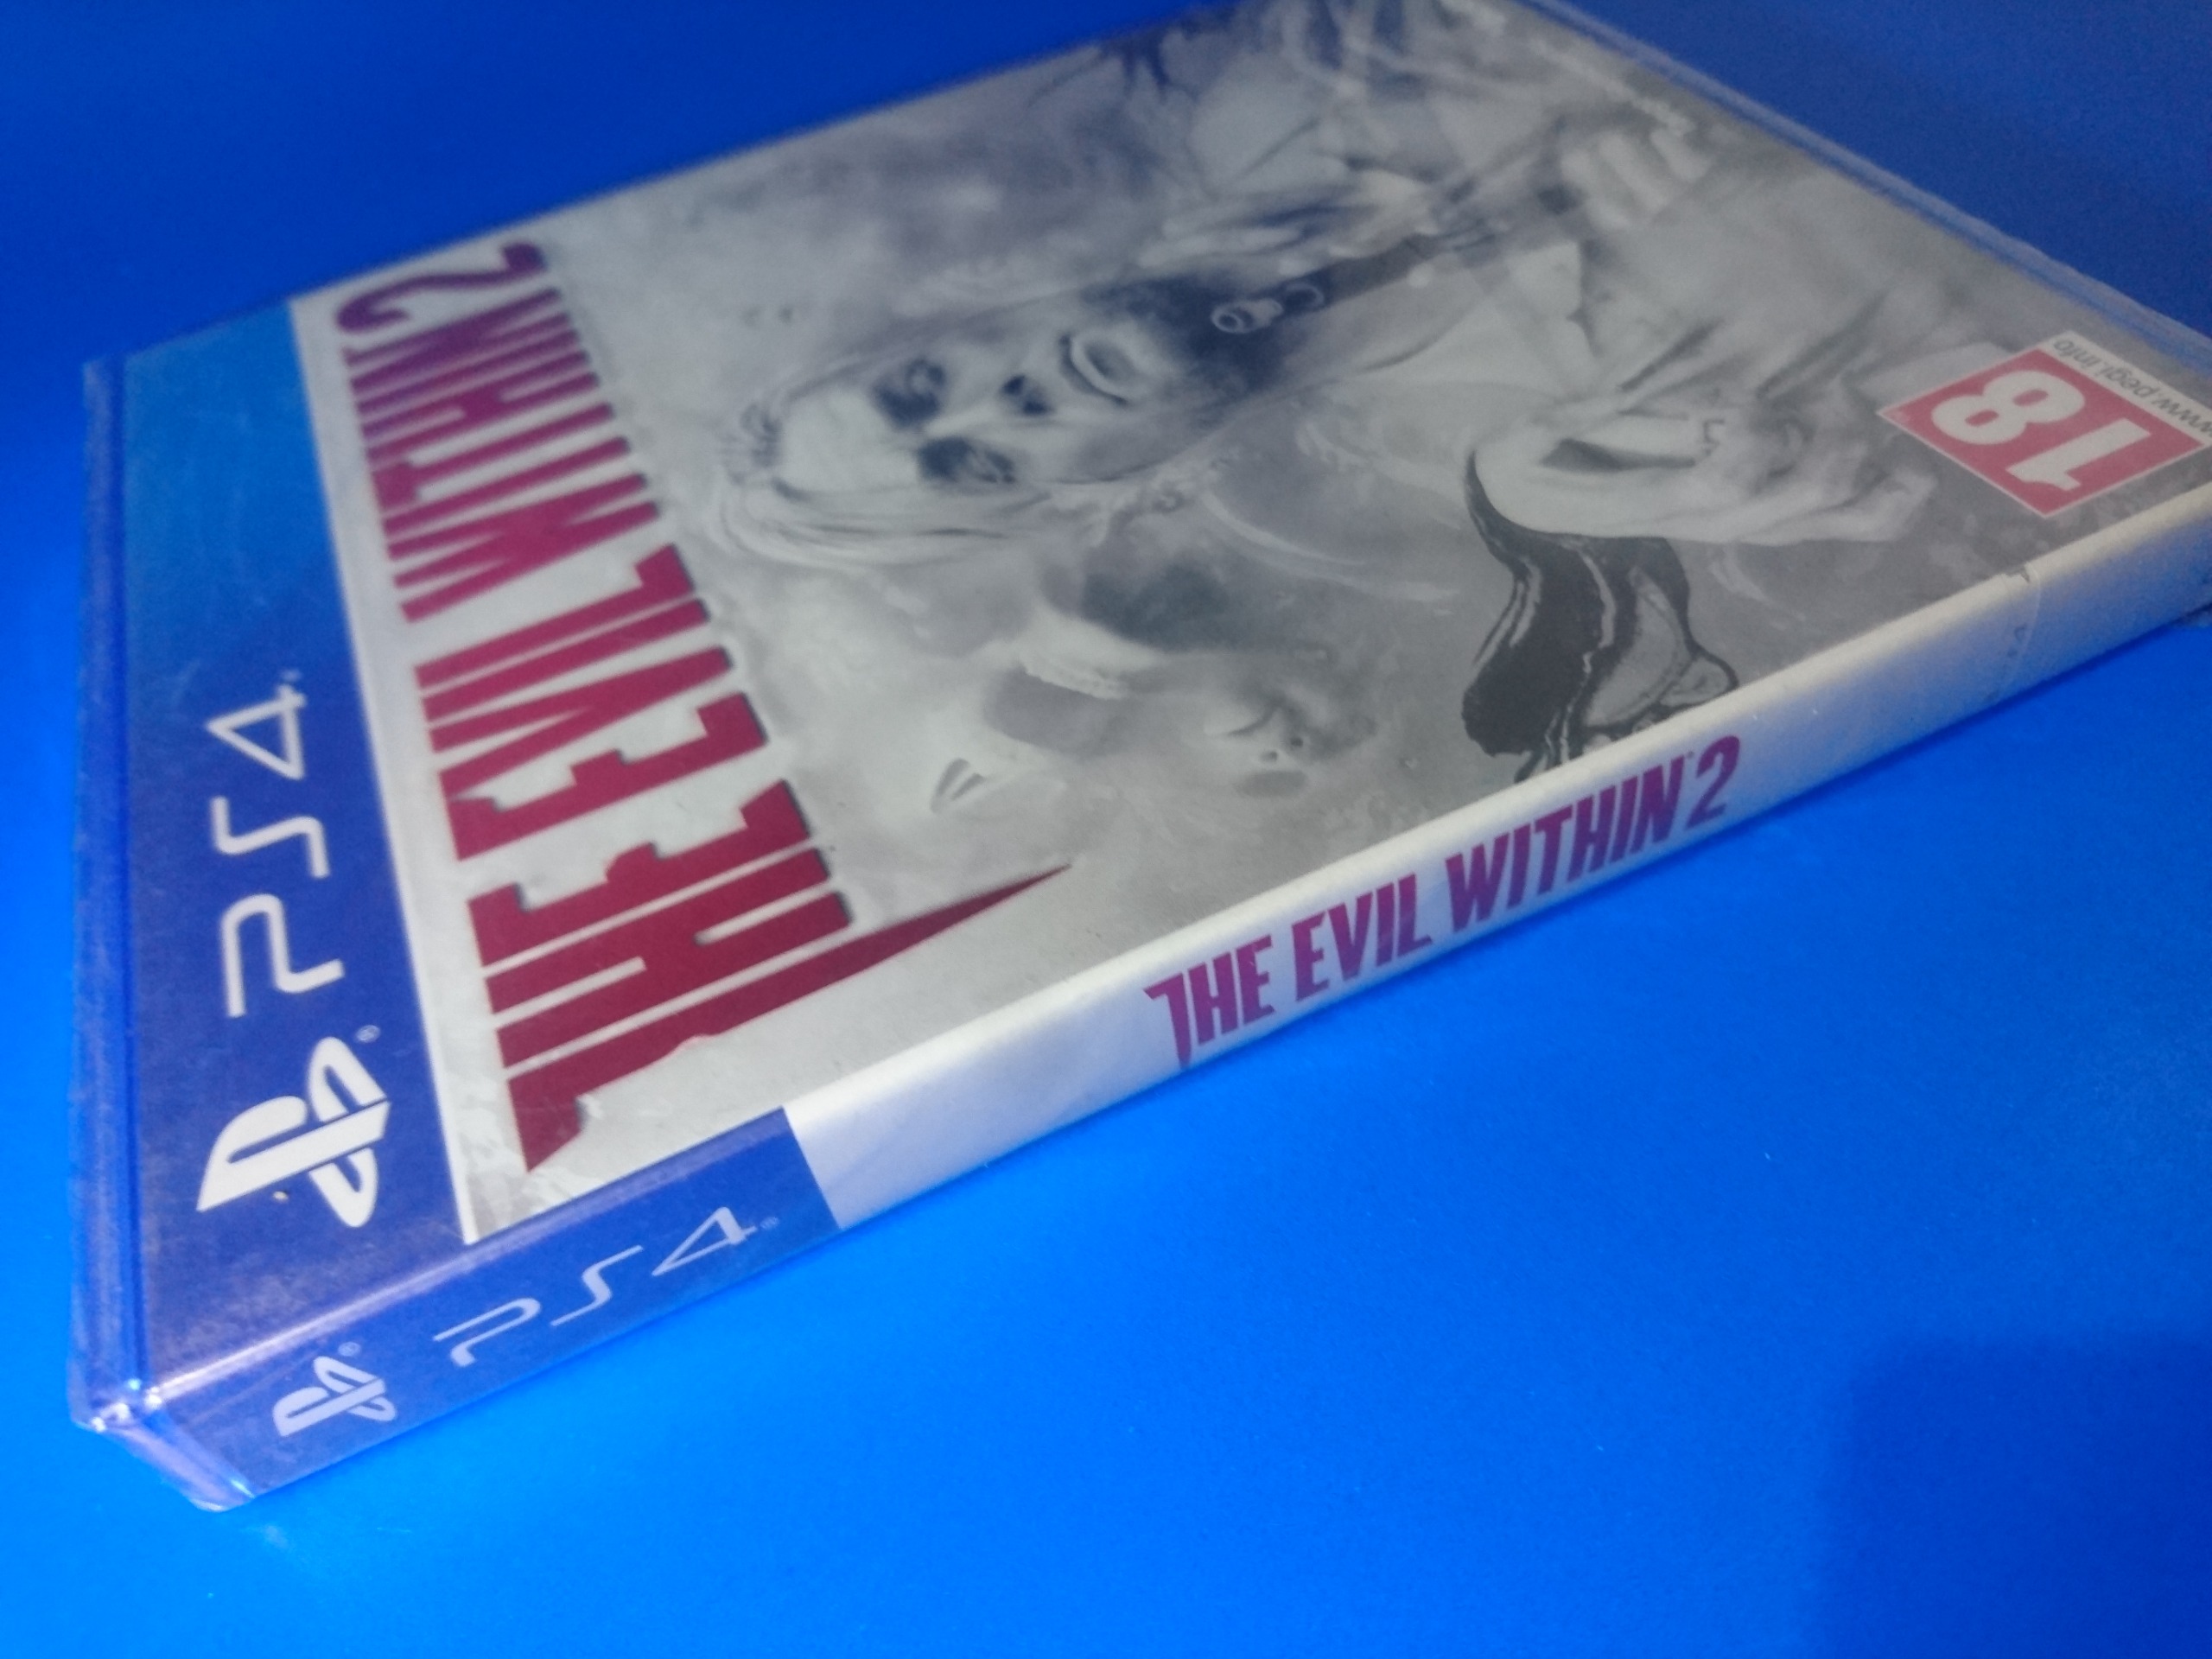 PS4
THE EVIL WITHIN 2
18
www.pegi.info
PS4
THE EVIL WITHIN 2